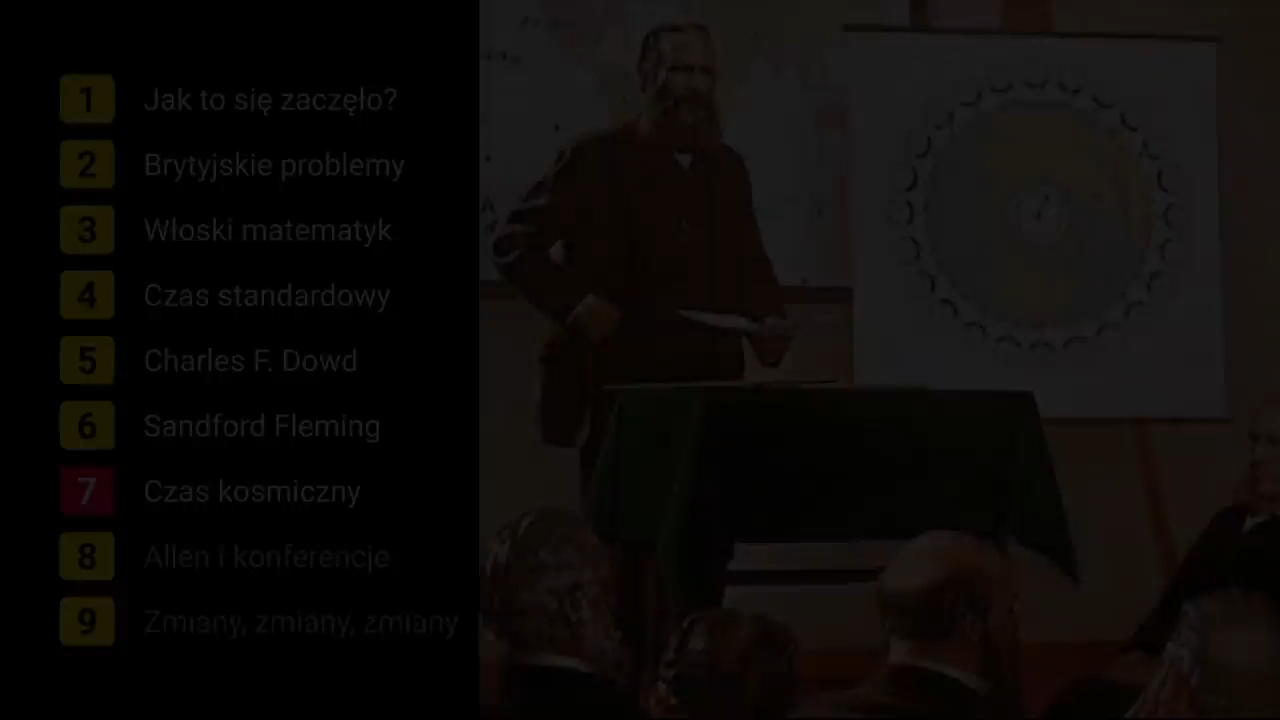 1 Jak to się zaczęło?
2 Brytyjskie problemy
3 Włoski matematyk
4 Czas standardowy
5 Charles F. Dowd
6 Sandford Fleming
7 Czas kosmiczny
8 Allen i konferencje
9 Zmiany, zmiany, zmiany